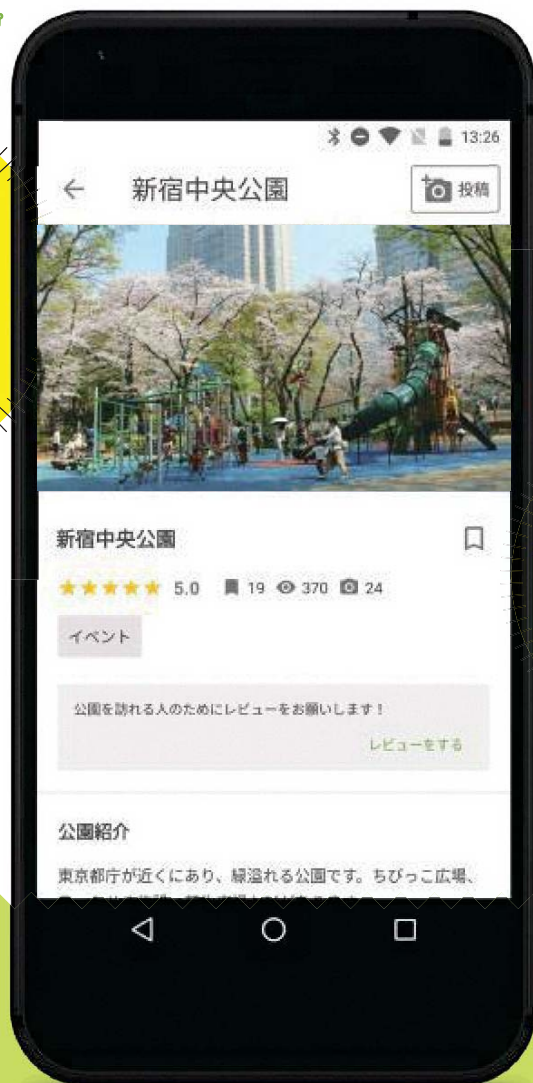 13:26
新宿中央公園
投稿
新宿中央公園
5.0 19 370 24
イベント
公園を訪れる人のためにレビューをお願いします！
レビューをする
公園紹介
東京都庁が近くにあり、緑溢れる公園です。ちびっこ広場、